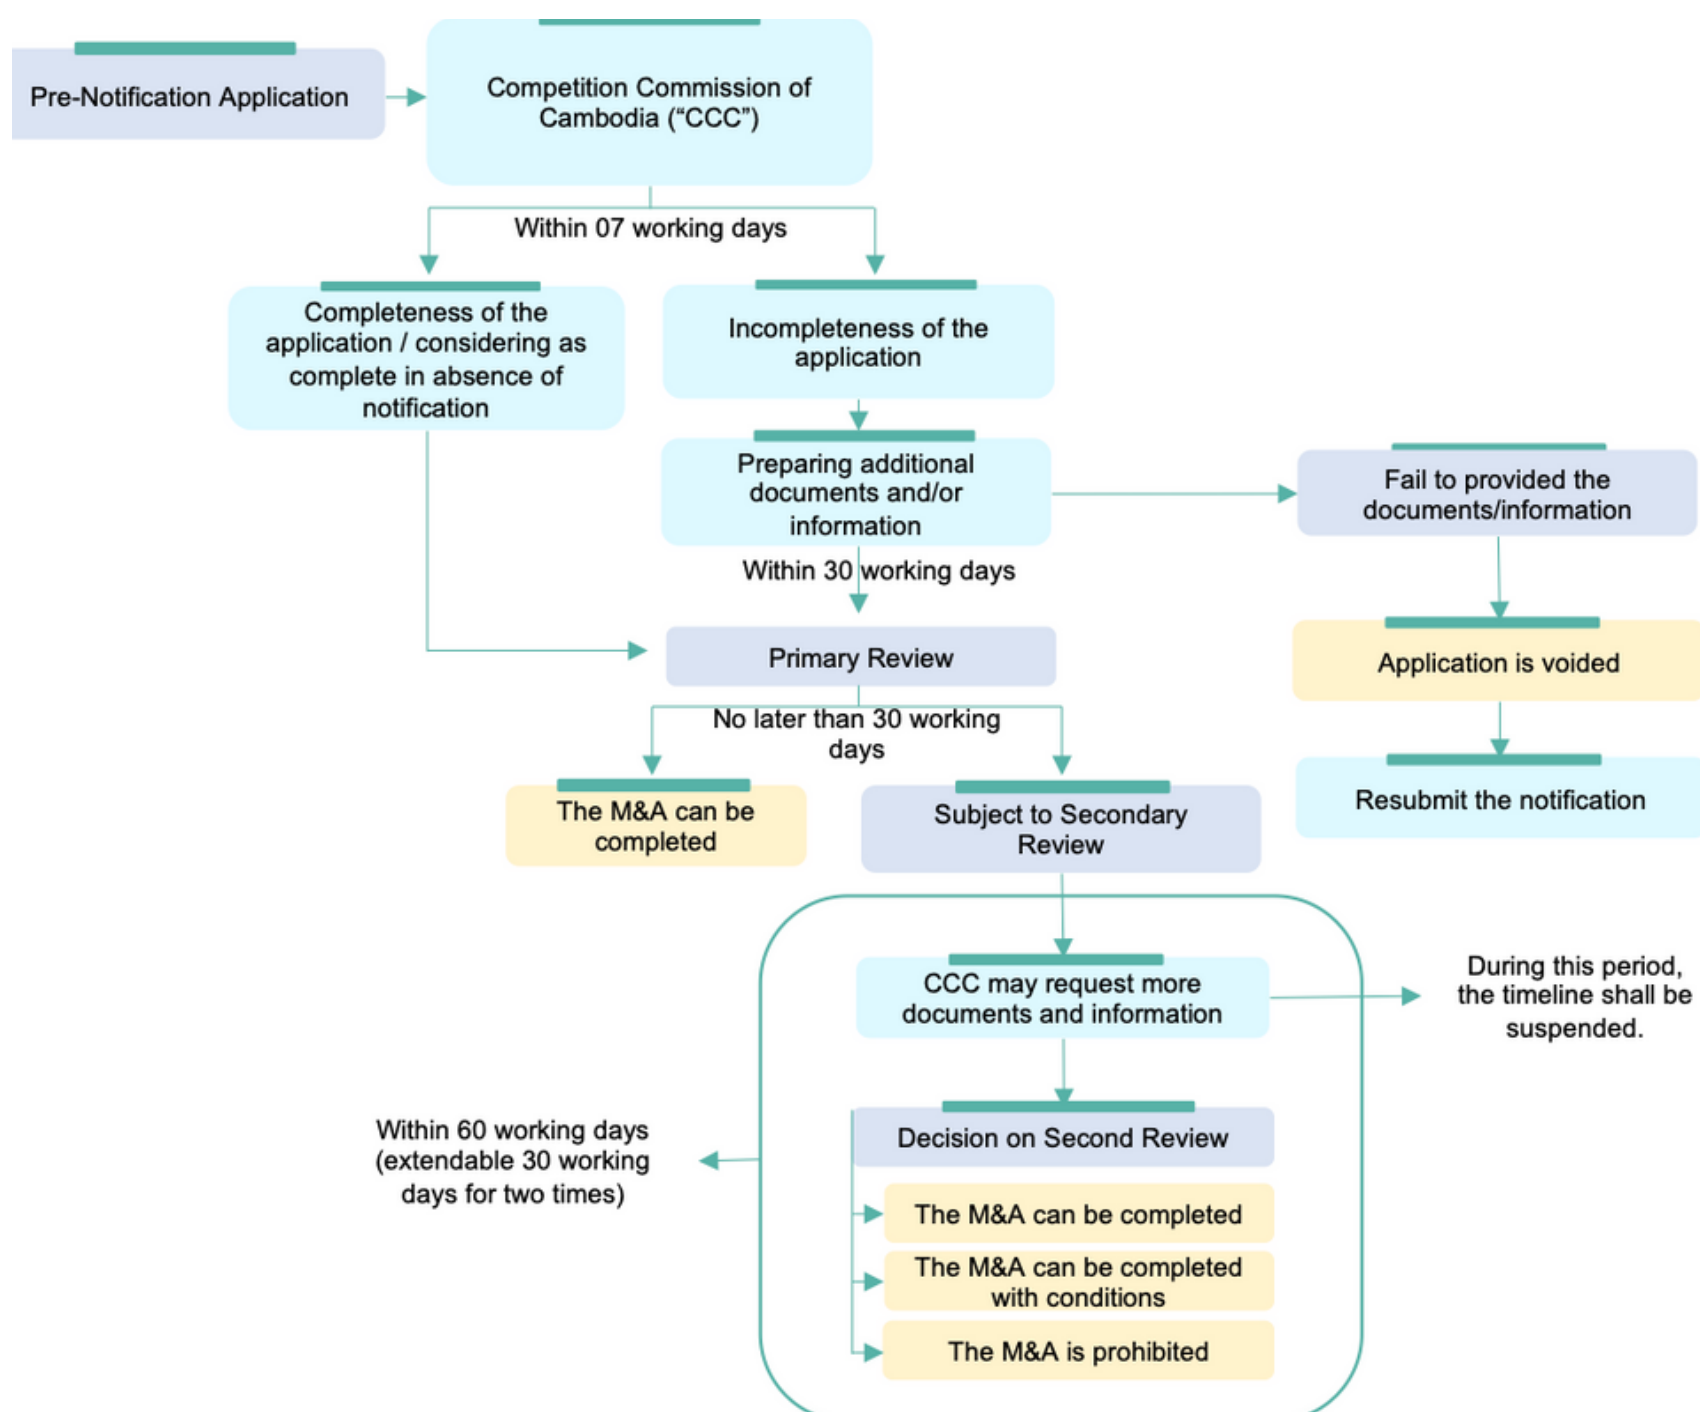 Pre-Notification Application
Competition Commission of
Cambodia (“CCC”)
Within 07 working days
Completeness of the
application / considering as
complete in absence of
notification
Incompleteness of the
application
Preparing additional
documents and/or
information
Fail to provided the
documents/information
Within 30 working days
Primary Review
Application is voided
No later than 30 working
days
Resubmit the notification
The M&A can be
completed
Subject to Secondary
Review
CCC may request more
documents and information
During this period,
the timeline shall be
suspended.
Within 60 working days
(extendable 30 working
days for two times)
Decision on Second Review
The M&A can be completed
The M&A can be completed
with conditions
The M&A is prohibited